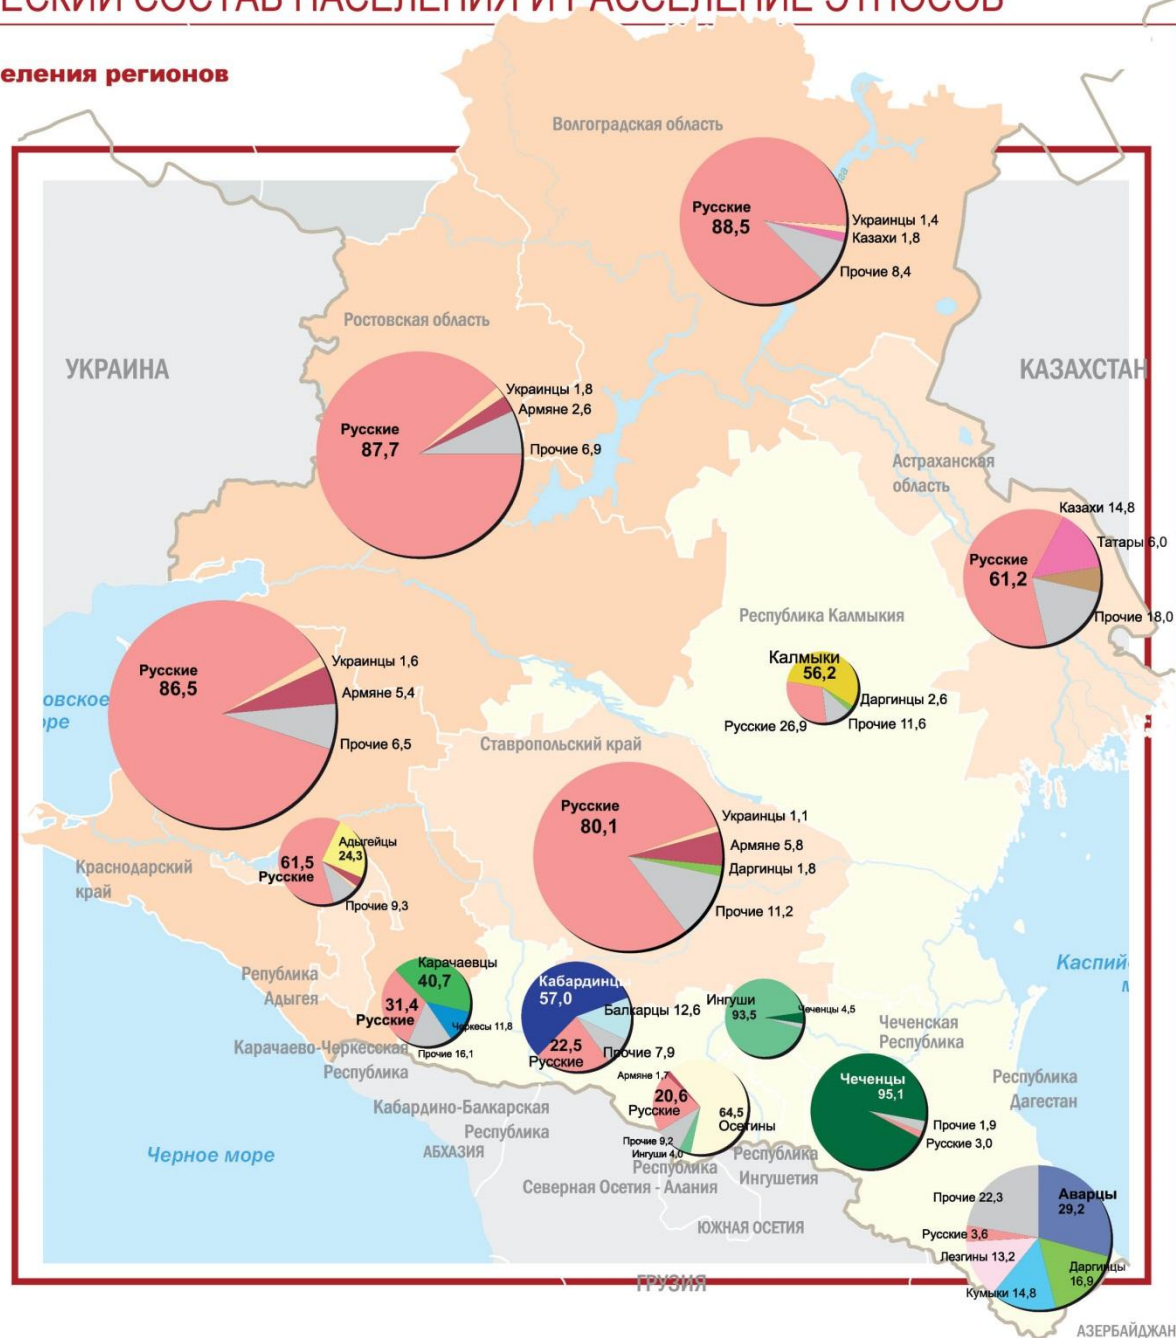 ЕСКИЙ СОСТАВ НАСЕЛЕНИЯ И РАССЕЛЕНИЕ ЭТНОСОВ
еления регионов
Волгоградская область
Русские
88,5
Украинцы 1,4
Казахи 1,8
Прочие 8,4
Ростовская область
УКРАИНА
КАЗАХСТАН
Русские
87,7
Украинцы 1,8
Армяне 2,6
Прочие 6,9
Астраханская
область
Русские
61,2
Казахи 14,8
Татары 6,0
Прочие 18,0
Республика Калмыкия
Калмыки
56,2
Даргинцы 2,6
Русские 26,9
Прочие 11,6
овское
оре
Русские
86,5
Украинцы 1,6
Армяне 5,4
Прочие 6,5
Ставропольский край
Русские
80,1
Украинцы 1,1
Армяне 5,8
Даргинцы 1,8
Прочие 11,2
Краснодарский
край
Адыгейцы
24,3
61,5
Русские
Прочие 9,3
Репулика
Адыгея
Карачаевцы
40,7
31,4
Русские
Черкесы 11,8
Прочие 16,1
Карачаево-Черкесская
Республика
Кабардинцы
57,0
Балкарцы 12,6
22,5
Русские
Прочие 7,9
Кабардино-Балкарская
Республика
Ингуши
93,5
Чеченцы 4,5
Каспий
Чеченская
Республика
Чеченцы
95,1
Прочие 1,9
Русские 3,0
Республика
Дагестан
Армяне 1,7
20,6
Русские
64,5
Осетины
Прочие 9,2
Ингуши 4,0
Республика
Северная Осетия - Алания
Республика
Ингушетия
АБХАЗИЯ
Черное море
ЮЖНАЯ ОСЕТИЯ
Прочие 22,3
Аварцы
29,2
Русские 3,6
Лезгины 13,2
Даргинцы
16,9
Кумыки 14,8
ГРУЗИЯ
АЗЕРБАЙДЖАН